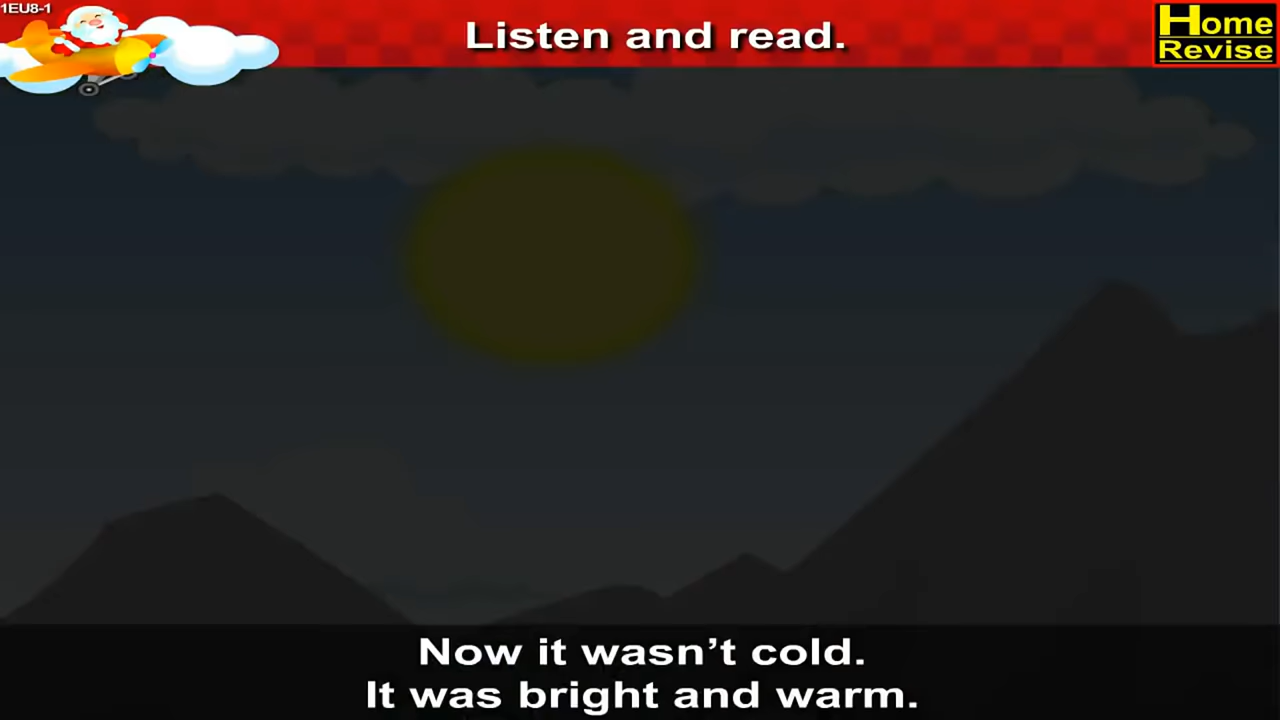 1EU8-1
Listen and read.
Home
Revise
Now it wasn't cold.
It was bright and warm.